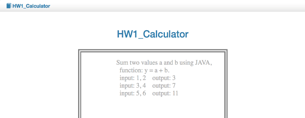 HW1_Calculator
HW1_Calculator
Sum two values a and b using JAVA,
function: y = a + b.
input: 1, 2 output: 3
input: 3, 4 output: 7
input: 5, 6 output: 11